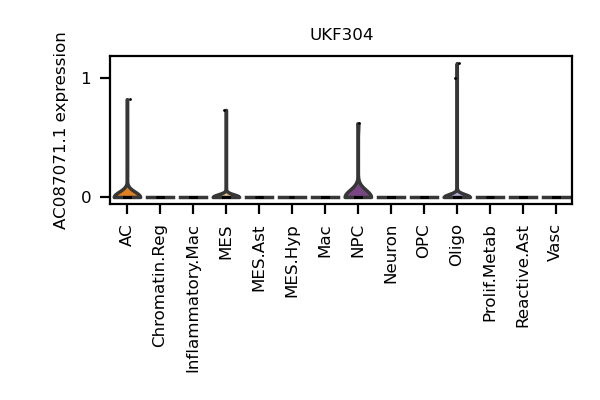 UKF304
AC087071.1 expression
1
0
AC
Chromatin.Reg
Inflammatory.Mac
MES
MES.Ast
MES.Hyp
Mac
NPC
Neuron
OPC
Oligo
Prolif.Metab
Reactive.Ast
Vasc